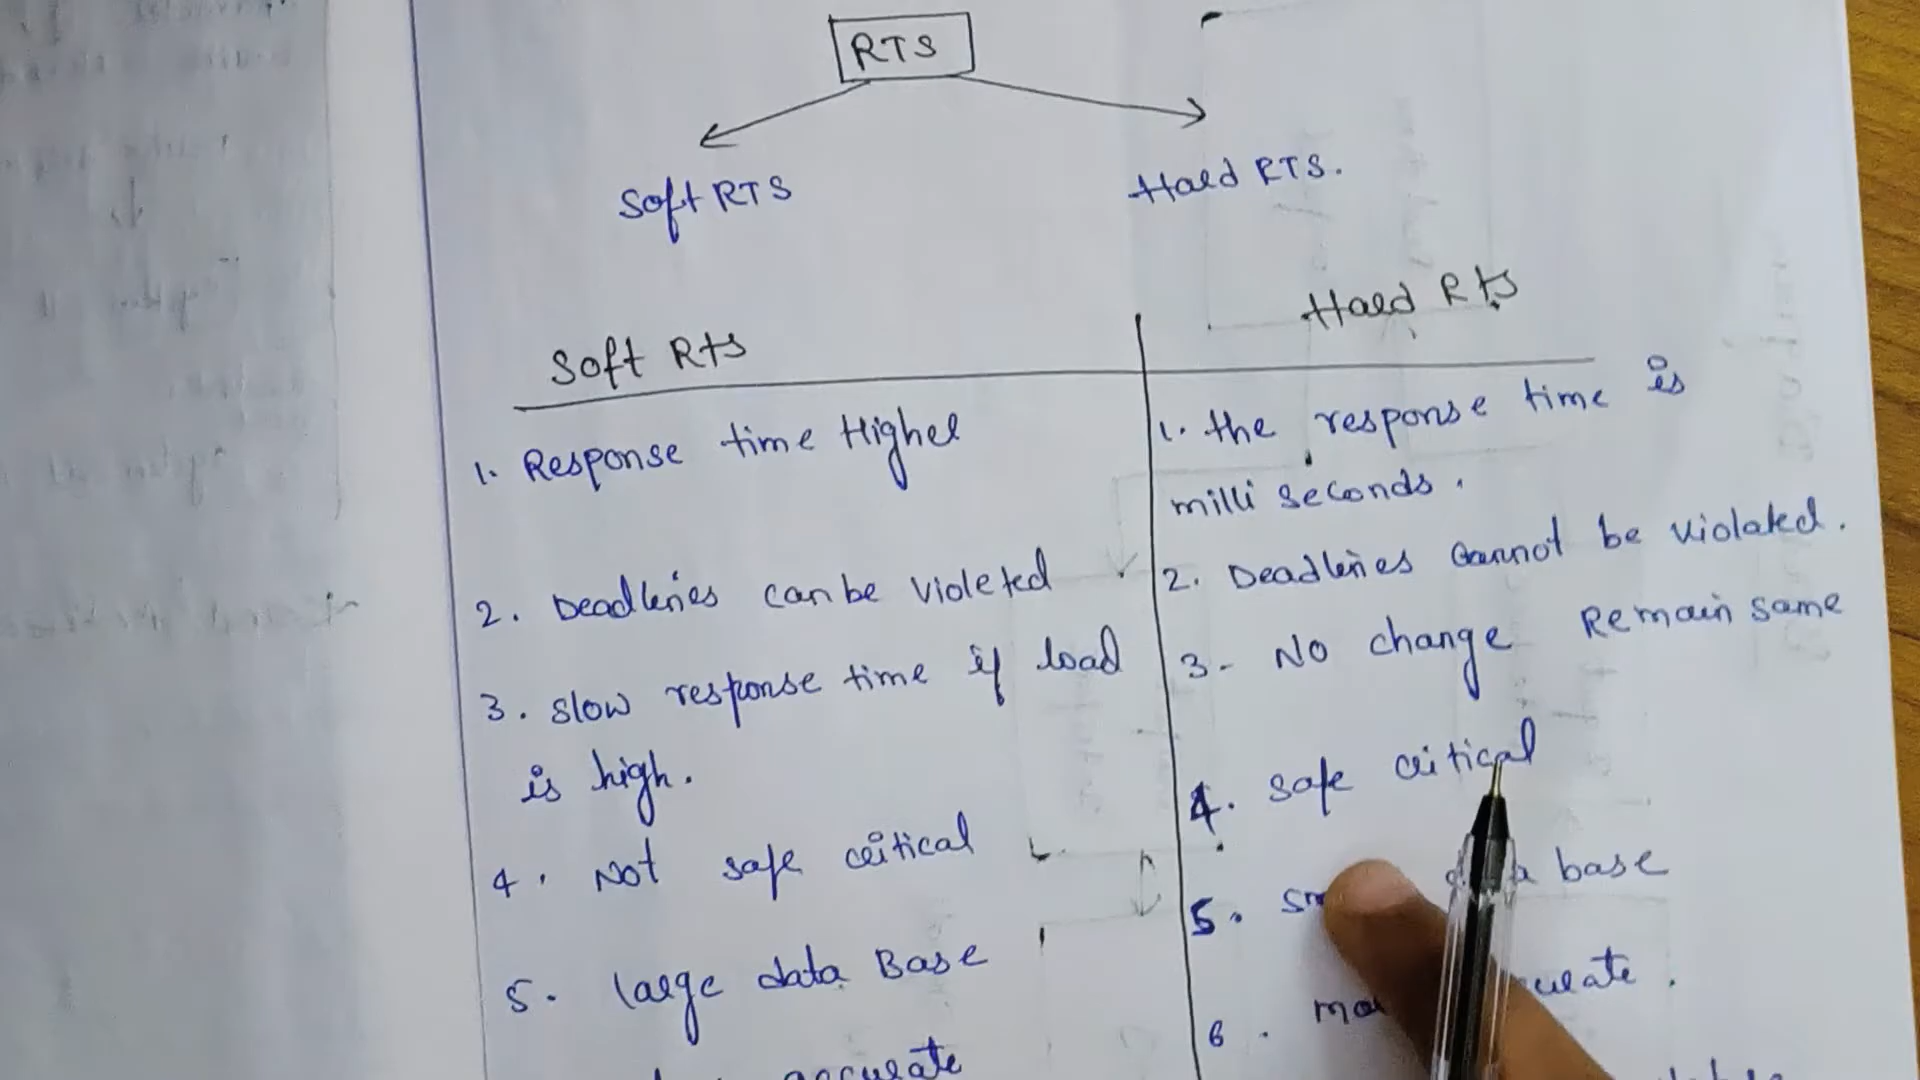 RTS
Soft RTS
Hard RTS.
Soft Rts
Hard Rts
1. Response time Higher
2. Deadlines can be violeted
3. slow response time if load
is high.
4. Not safe critical
5. large data Base
accurate
1. the response time is
milli seconds.
2. Deadlines cannot be violated.
3- No change Remain same
4. safe critical
5. base
6.